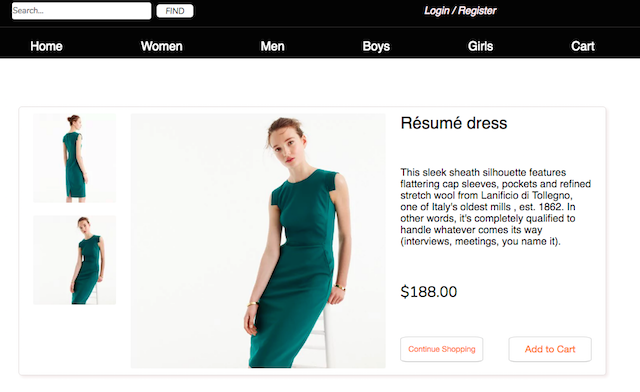 Search...
FIND
Login / Register
Home
Women
Men
Boys
Girls
Cart
Résumé dress
This sleek sheath silhouette features
flattering cap sleeves, pockets and refined
stretch wool from Lanificio di Tollegno,
one of Italy's oldest mills , est. 1862. In
other words, it's completely qualified to
handle whatever comes its way
(interviews, meetings, you name it).
$188.00
Continue Shopping
Add to Cart